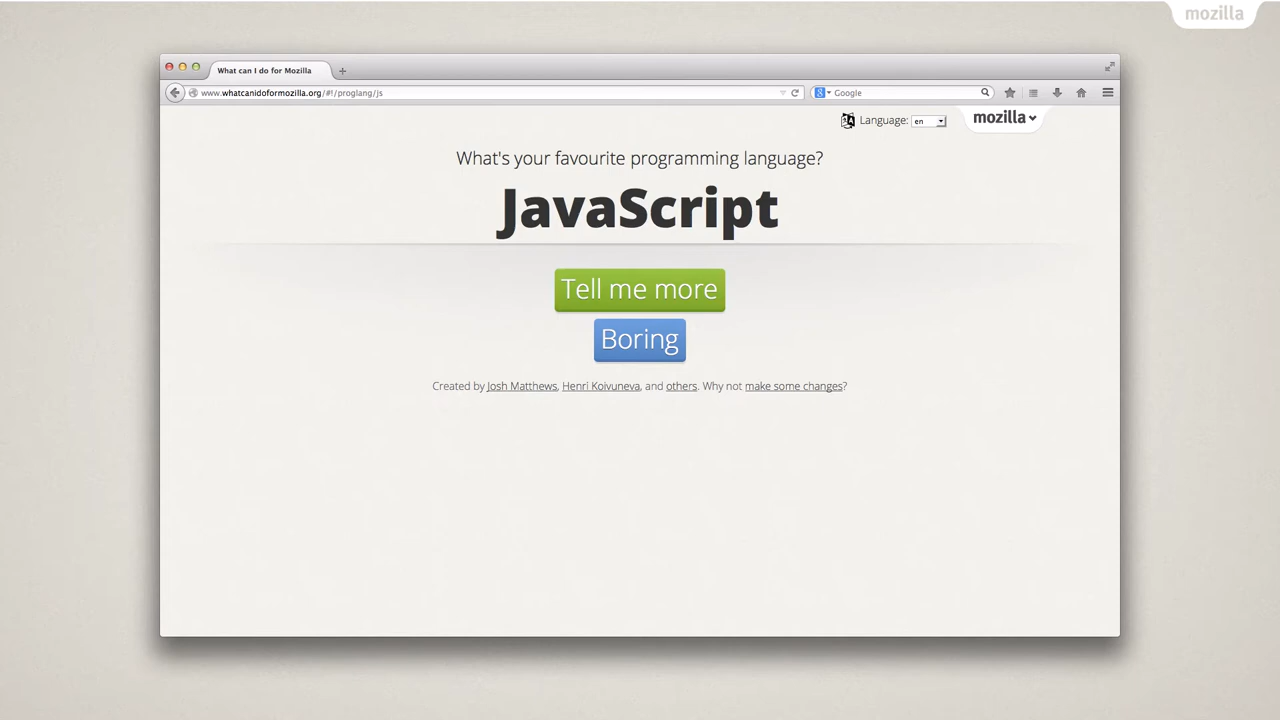 mozilla
What can I do for Mozilla
www.whatcanidoformozilla.org/#!/proglang/js
Google
Language: en
mozilla
What's your favourite programming language?
JavaScript
Tell me more
Boring
Created by Josh Matthews, Henri Koivuneva, and others. Why not make some changes?